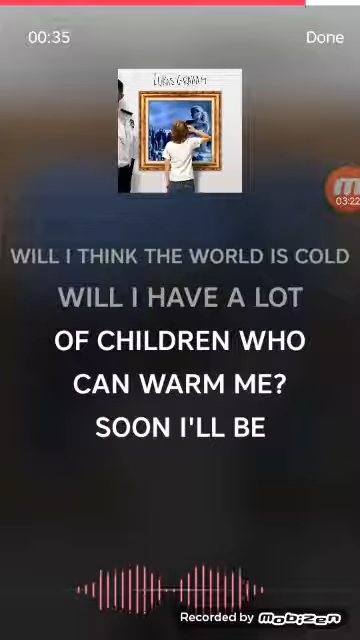 00:35 Done
LUKAS GRAHAM
03:22
WILL I THINK THE WORLD IS COLD
WILL I HAVE A LOT
OF CHILDREN WHO
CAN WARM ME?
SOON I'LL BE
Recorded by mobizen